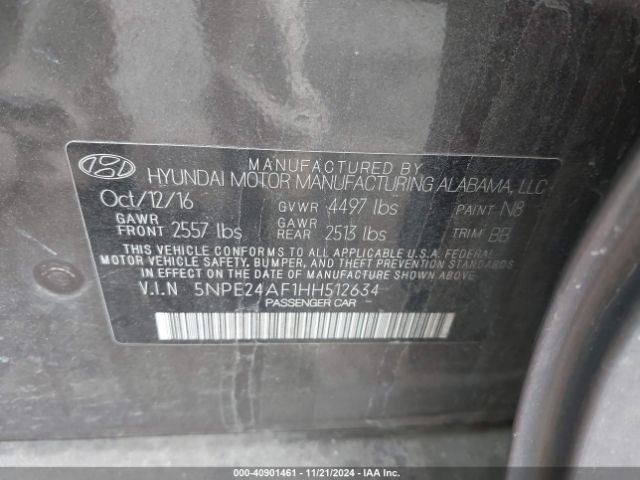 MANUFACTURED BY
HYUNDAI MOTOR MANUFACTURING ALABAMA, LLC
Oct/12/16 GVWR 4497 lbs PAINT N8
GAWR FRONT 2557 lbs GAWR REAR 2513 lbs TRIM BB
THIS VEHICLE CONFORMS TO ALL APPLICABLE U.S.A. FEDERAL
MOTOR VEHICLE SAFETY, BUMPER, AND THEFT PREVENTION STANDARDS
IN EFFECT ON THE DATE OF MANUFACTURE SHOWN ABOVE.
V.I.N 5NPE24AF1HH512634
PASSENGER CAR
000-40901461 - 11/21/2024 - IAA Inc.